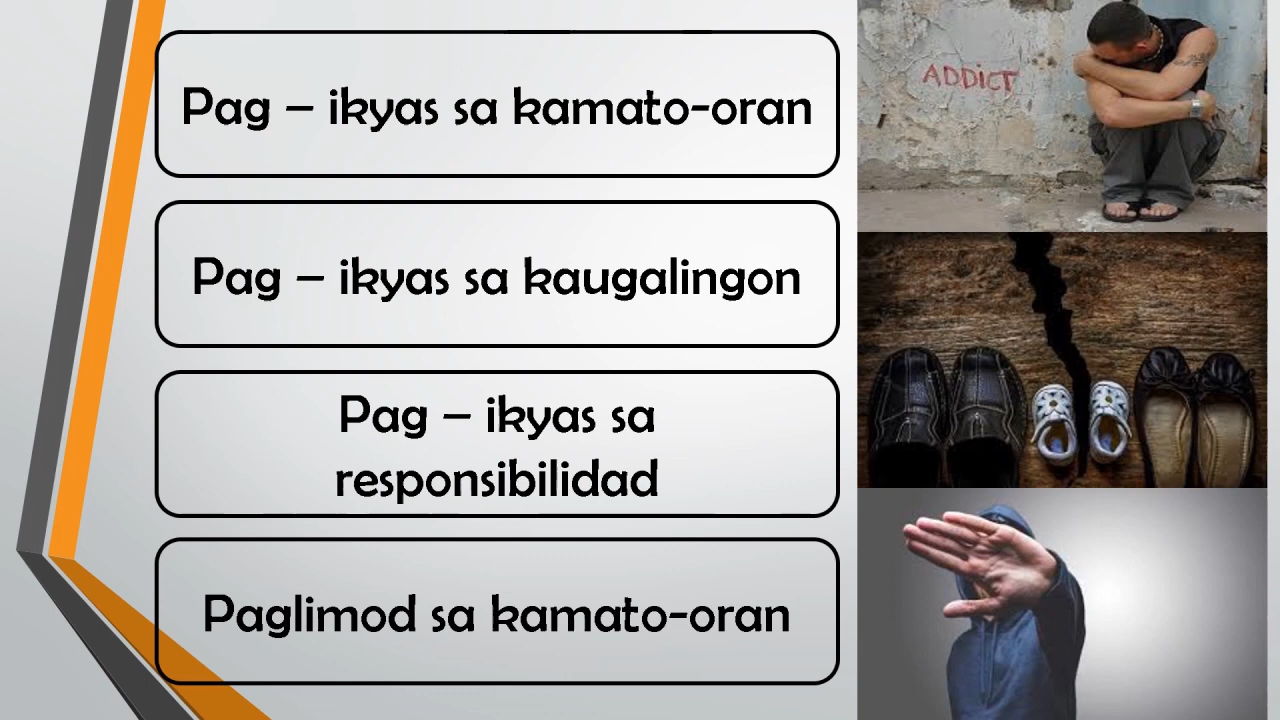 Pag – ikyas sa kamato-oran
Pag – ikyas sa kaugalingon
Pag – ikyas sa
responsibilidad
Paglimod sa kamato-oran
ADDICT